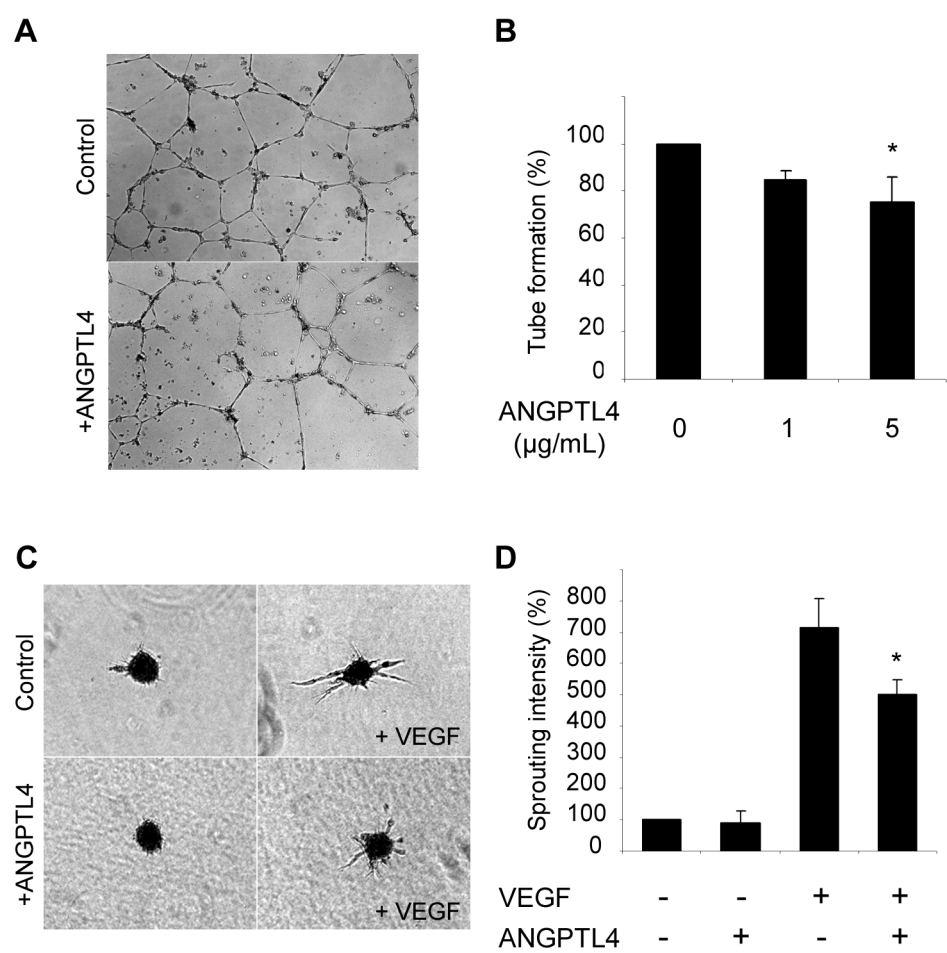 A
Control
+ANGPTL4
B
Tube formation (%)
100
80
60
40
20
0
*
ANGPTL4
(µg/mL)
0 1 5
C
Control
+ VEGF
+ANGPTL4
+ VEGF
D
Sprouting intensity (%)
800
700
600
500
400
300
200
100
0
*
VEGF - - + +
ANGPTL4 - + - +